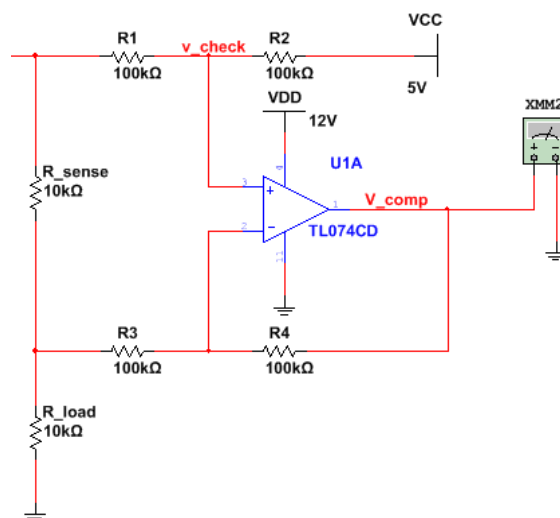 R1
100kΩ
v_check
R2
100kΩ
VCC
5V
VDD
12V
XMM2
R_sense
10kΩ
U1A
4
3
+
2
−
1
11
V_comp
TL074CD
+ −
R3
100kΩ
R4
100kΩ
R_load
10kΩ